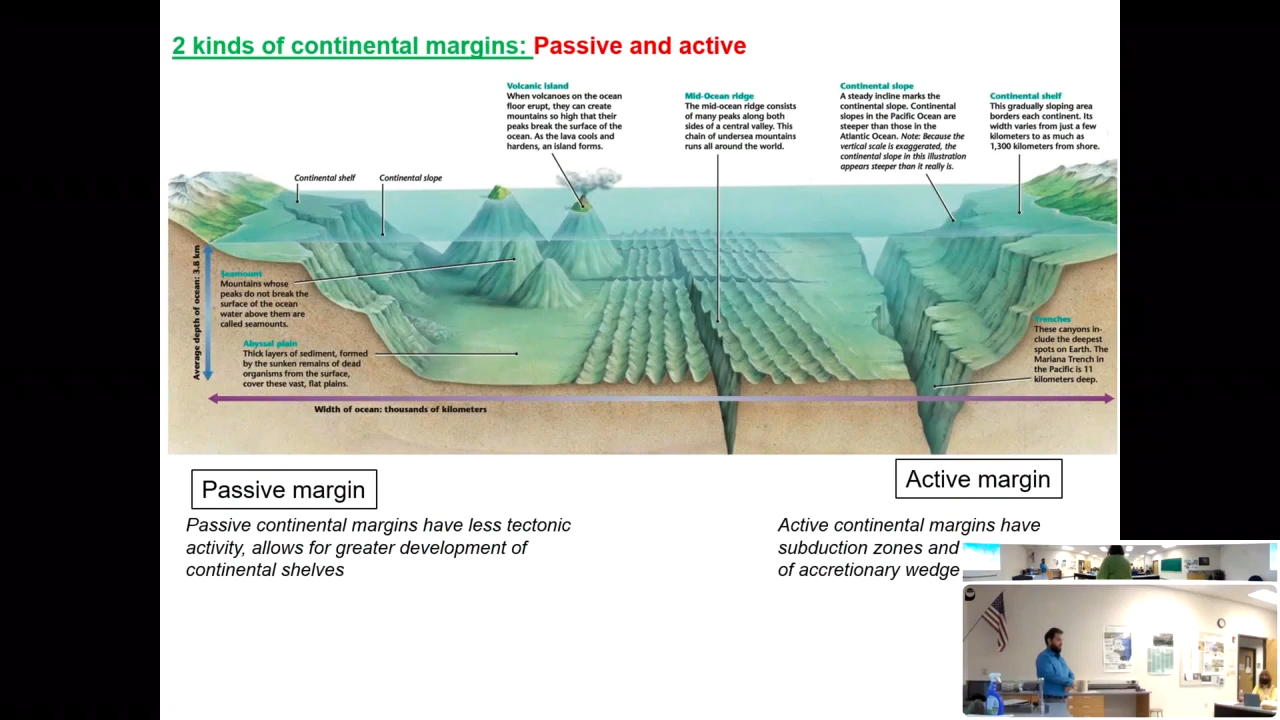 2 kinds of continental margins: Passive and active
Volcanic island
When volcanoes on the ocean
floor erupt, they can create
mountains so high that their
peaks break the surface of the
ocean. As the lava cools and
hardens, an island forms.
Mid-Ocean ridge
The mid-ocean ridge consists
of many peaks along both
sides of a central valley. This
chain of undersea mountains
runs all around the world.
Continental slope
A steady incline marks the
continental slope. Continental
slopes in the Pacific Ocean are
steeper than those in the
Atlantic Ocean. Note: Because the
vertical scale is exaggerated, the
continental slope in this illustration
appears steeper than it really is.
Continental shelf
This gradually sloping area
borders each continent. Its
width varies from just a few
kilometers to as much as
1,300 kilometers from shore.
Continental shelf
Continental slope
Average depth of ocean: 3.8 km
Seamount
Mountains whose
peaks do not break the
surface of the ocean
water above them are
called seamounts.
Abyssal plain
Thick layers of sediment, formed
by the sunken remains of dead
organisms from the surface,
cover these vast, flat plains.
Trenches
These canyons in-
clude the deepest
spots on Earth. The
Mariana Trench in
the Pacific is 11
kilometers deep.
Width of ocean: thousands of kilometers
Passive margin
Active margin
Passive continental margins have less tectonic
activity, allows for greater development of
continental shelves
Active continental margins have
subduction zones and
of accretionary wedge